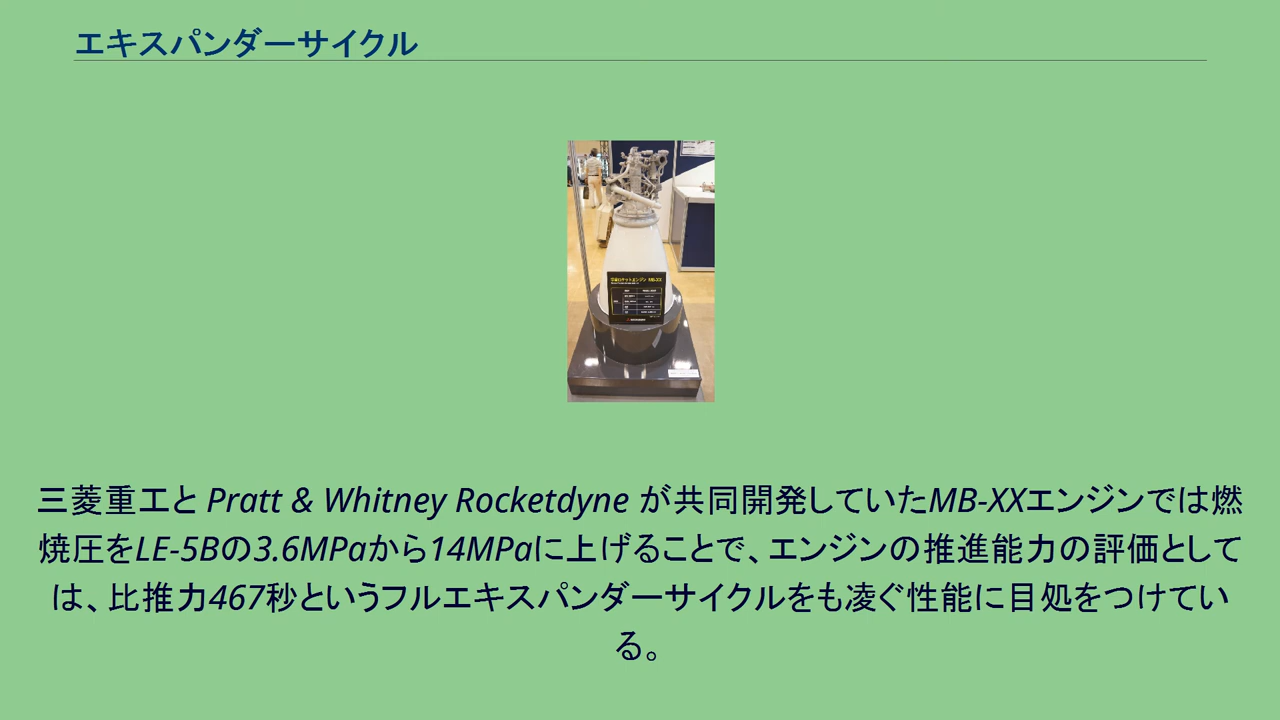 エキスパンダーサイクル
MB-XX
三菱重工と Pratt & Whitney Rocketdyne が共同開発していたMB-XXエンジンでは燃
焼圧をLE-5Bの3.6MPaから14MPaに上げることで、エンジンの推進能力の評価として
は、比推力467秒というフルエキスパンダーサイクルをも凌ぐ性能に目処をつけてい
る。